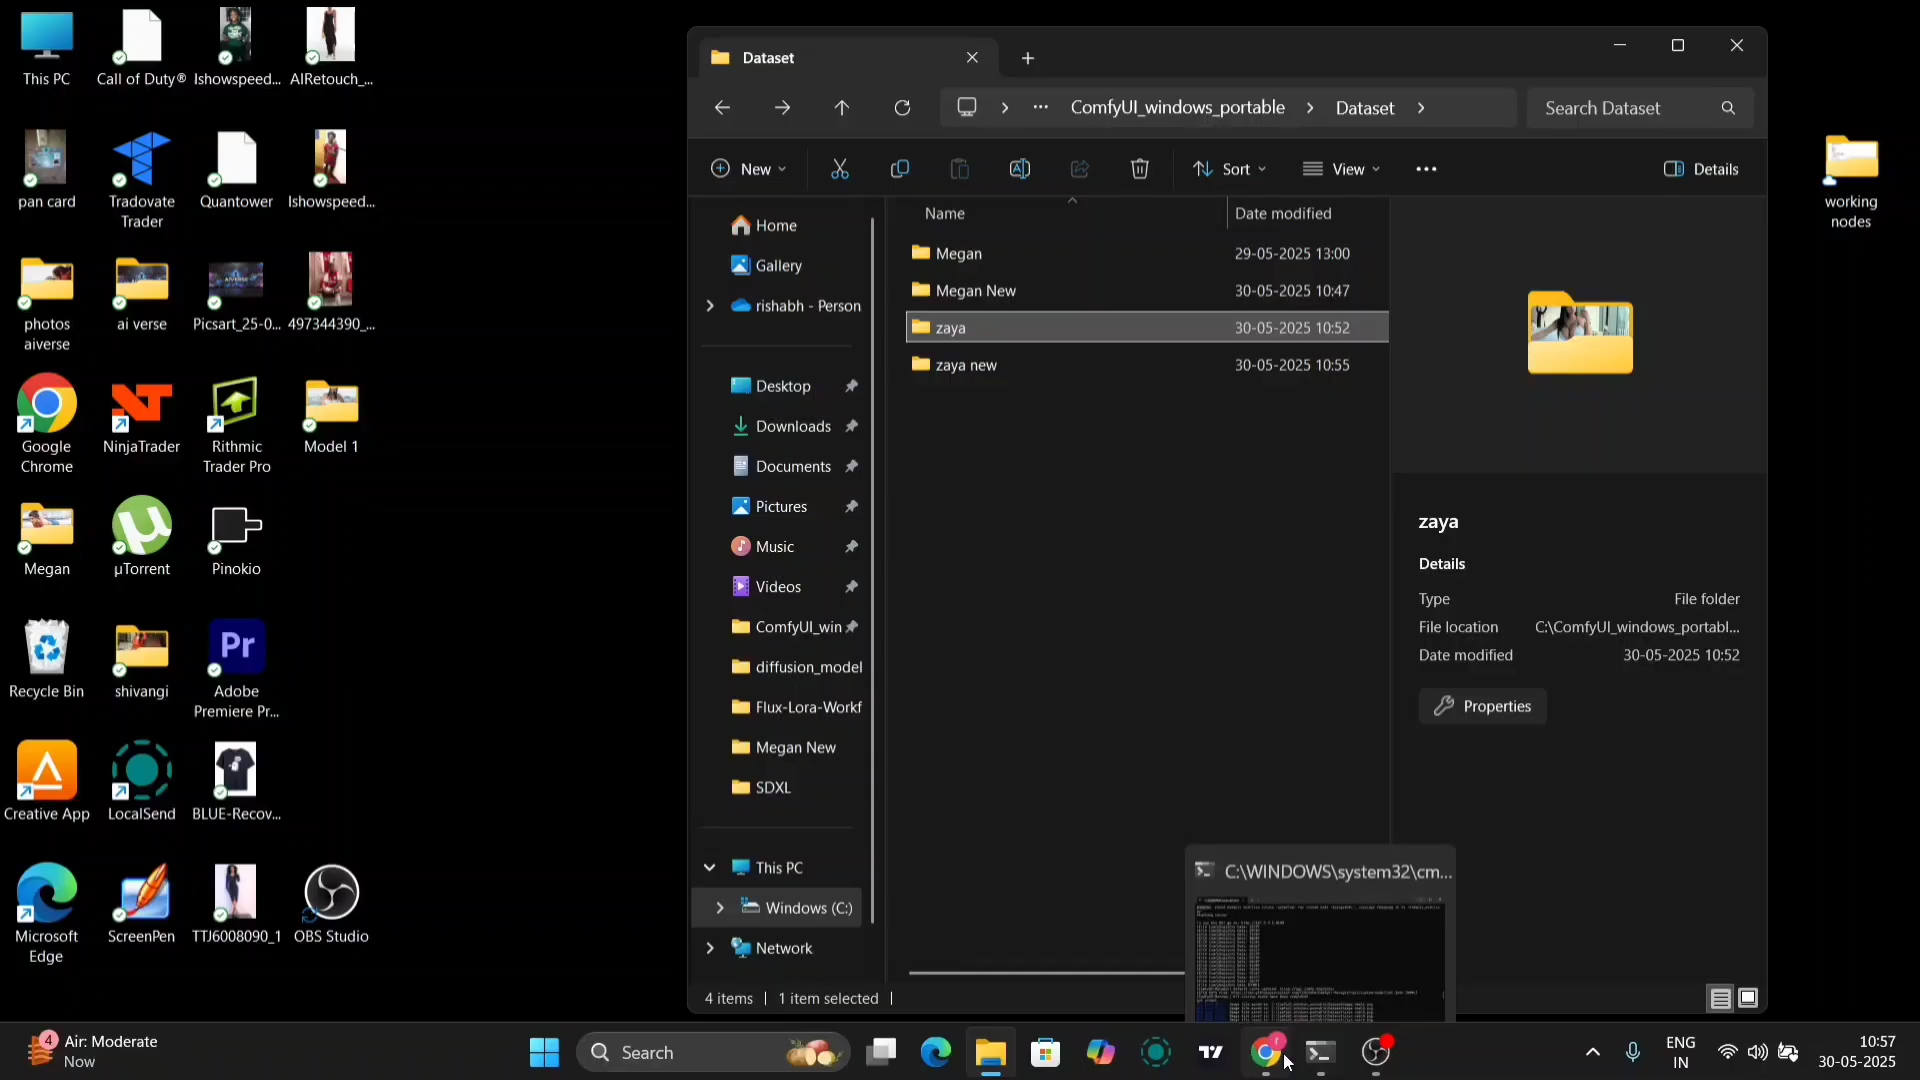 This PC
Call of Duty®
Ishowspeed...
AIRetouch_...
pan card
Tradovate
Trader
Quantower
Ishowspeed...
photos
aiverse
ai verse
Picsart_25-0...
497344390_...
Google
Chrome
NinjaTrader
Rithmic
Trader Pro
Model 1
Megan
µTorrent
Pinokio
Recycle Bin
shivangi
Adobe
Premiere Pr...
Creative App
LocalSend
BLUE-Recov...
Microsoft
Edge
ScreenPen
TTJ6008090_1
OBS Studio
working
nodes
Dataset
ComfyUI_windows_portable
Dataset
Search Dataset
New
Sort
View
Details
Home
Gallery
rishabh - Person
Desktop
Downloads
Documents
Pictures
Music
Videos
ComfyUI_win
diffusion_model
Flux-Lora-Workf
Megan New
SDXL
This PC
Windows (C:)
Network
Name Date modified
Megan 29-05-2025 13:00
Megan New 30-05-2025 10:47
zaya 30-05-2025 10:52
zaya new 30-05-2025 10:55
zaya
Details
Type File folder
File location C:\ComfyUI_windows_portabl...
Date modified 30-05-2025 10:52
Properties
4 items 1 item selected
C:\WINDOWS\system32\cm...
4
Air: Moderate
Now
Search
ENG
IN
10:57
30-05-2025